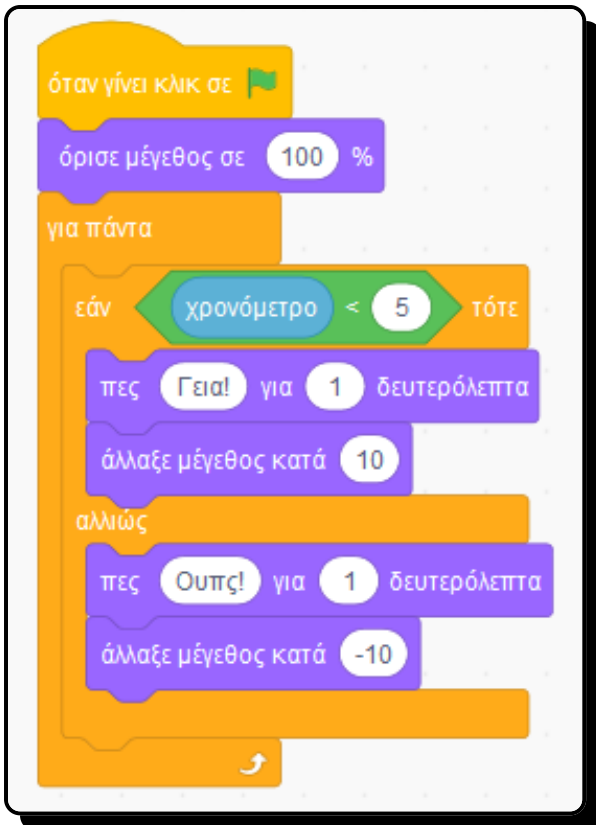 όταν γίνει κλικ σε
όρισε μέγεθος σε 100 %
για πάντα
εάν χρονόμετρο < 5 τότε
πες Γεια! για 1 δευτερόλεπτα
άλλαξε μέγεθος κατά 10
αλλιώς
πες Ουπς! για 1 δευτερόλεπτα
άλλαξε μέγεθος κατά -10